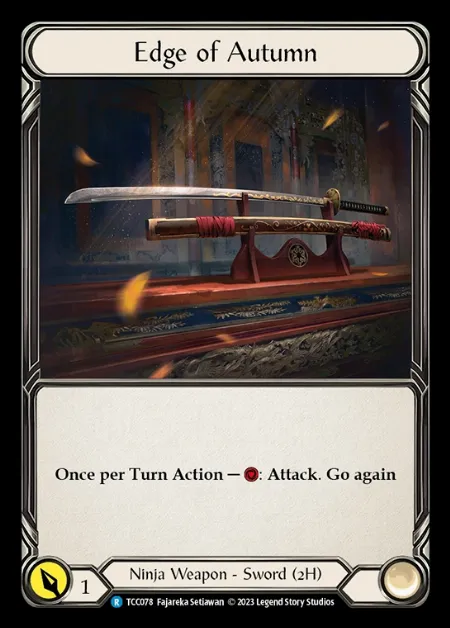 Edge of Autumn
Once per Turn Action — : Attack. Go again
1
Ninja Weapon - Sword (2H)
R TCC078 Fajareka Setiawan © 2023 Legend Story Studios